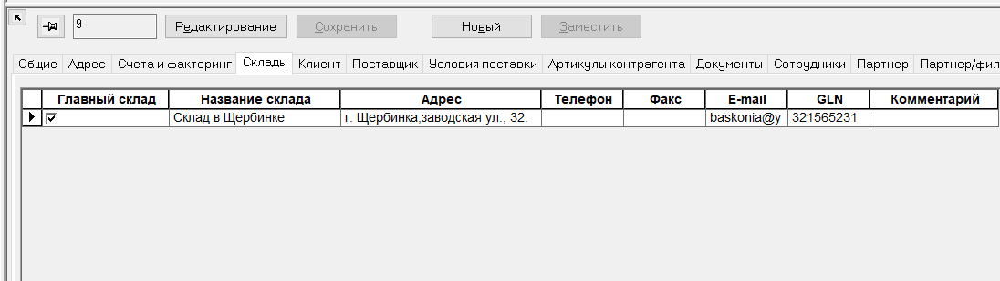 9 Редактирование Сохранить Новый Заместить
Общие Адрес Счета и факторинг Склады Клиент Поставщик Условия поставки Артикулы контрагента Документы Сотрудники Партнер Партнер/фил
Главный склад Название склада Адрес Телефон Факс E-mail GLN Комментарий
Склад в Щербинке г. Щербинка,заводская ул., 32. baskonia@y 321565231